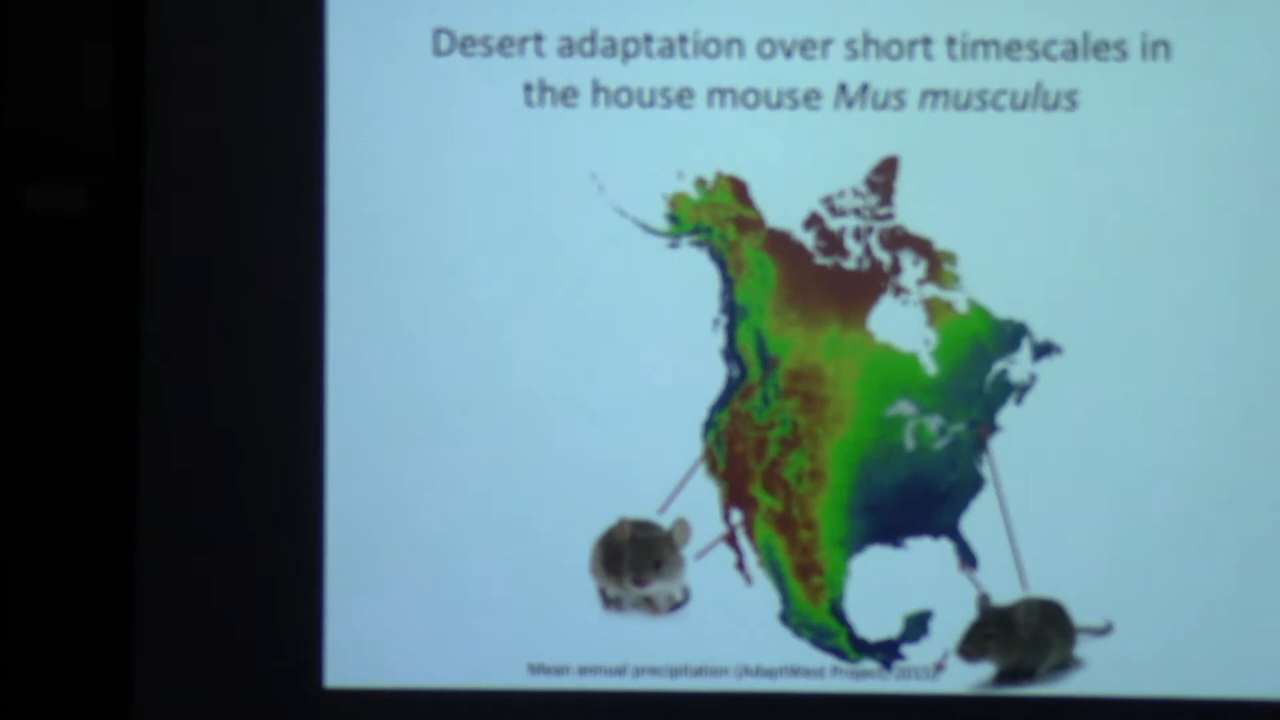 Desert adaptation over short timescales in
the house mouse Mus musculus
Mean annual precipitation (AdaptWest Project, 2015)